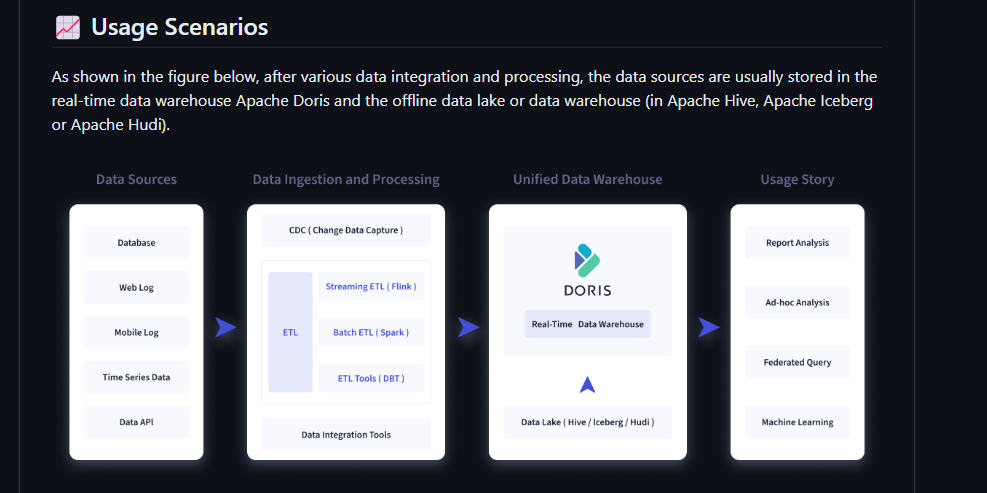 Usage Scenarios
As shown in the figure below, after various data integration and processing, the data sources are usually stored in the
real-time data warehouse Apache Doris and the offline data lake or data warehouse (in Apache Hive, Apache Iceberg
or Apache Hudi).
Data Sources
Database
Web Log
Mobile Log
Time Series Data
Data API
Data Ingestion and Processing
CDC ( Change Data Capture )
ETL
Streaming ETL ( Flink )
Batch ETL ( Spark )
ETL Tools ( DBT )
Data Integration Tools
Unified Data Warehouse
DORIS
Real-Time Data Warehouse
Data Lake ( Hive / Iceberg / Hudi )
Usage Story
Report Analysis
Ad-hoc Analysis
Federated Query
Machine Learning